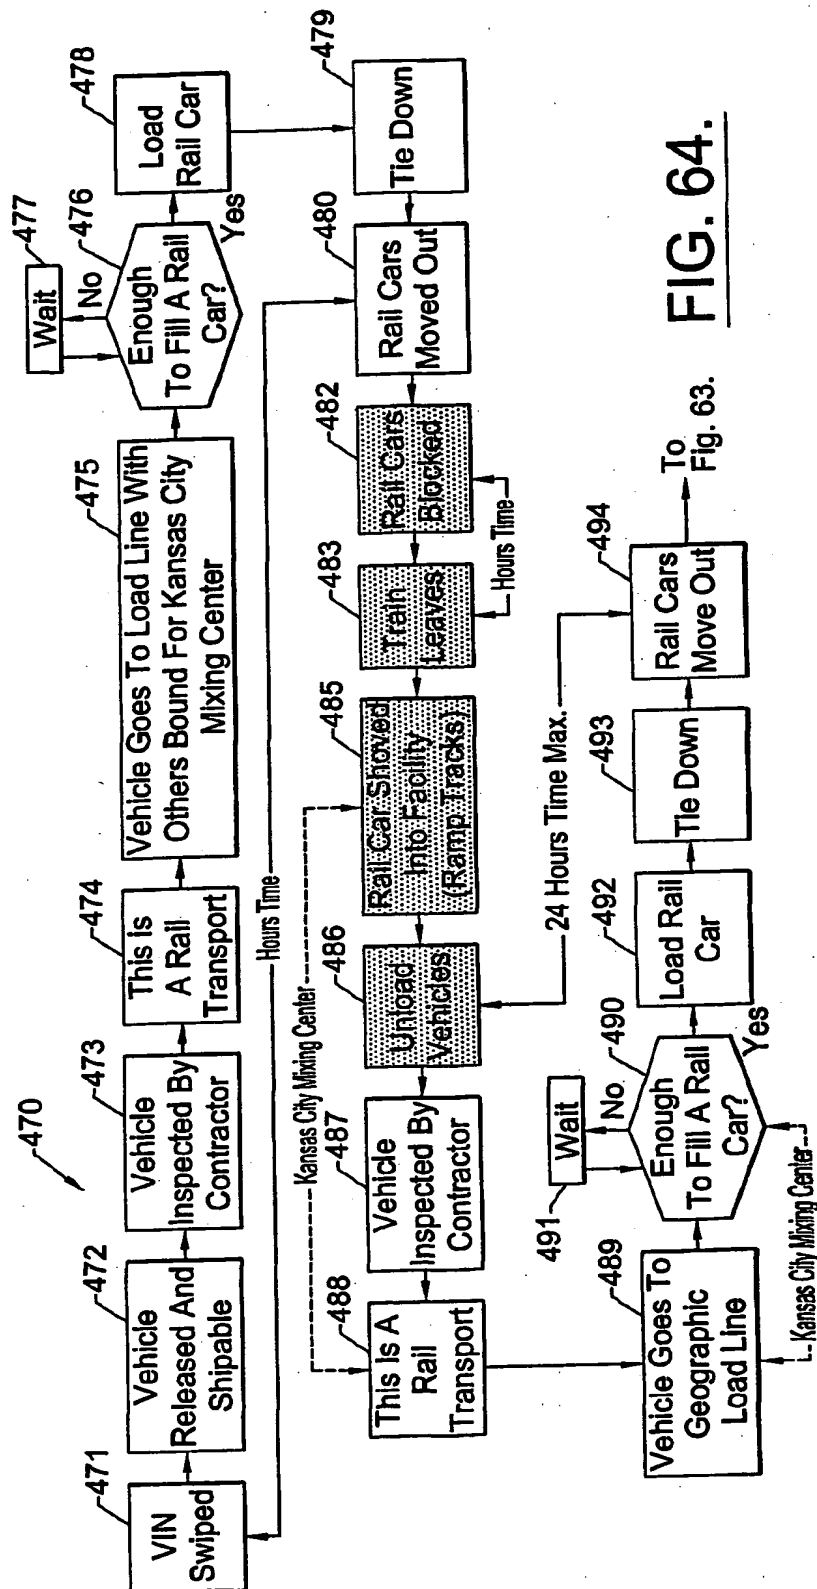 470
471
VIN
Swiped
472
Vehicle
Released And
Shipable
473
Vehicle
Inspected By
Contractor
474
This is
A Rail
Transport
475
Vehicle Goes To Load Line With
Others Bound For Kansas City
Mixing Center
476
Enough
To Fill A Rail
Car?
No
477
Wait
Yes
478
Load
Rail Car
Hours Time
479
Tie Down
480
Rail Cars
Moved Out
482
Rail Cars
Blocked
483
Train
Leaves
Hours Time
485
Rail Car Shoved
Into Facility
(Ramp Tracks)
486
Unload
Vehicles
487
Vehicle
Inspected By
Contractor
488
This Is A
Rail
Transport
Kansas City Mixing Center
24 Hours Time Max.
489
Vehicle Goes To
Geographic
Load Line
490
Enough
To Fill A Rail
Car?
No
491
Wait
Yes
Kansas City Mixing Center
492
Load Rail
Car
493
Tie Down
494
Rail Cars
Move Out
To
Fig. 63.
FIG. 64.